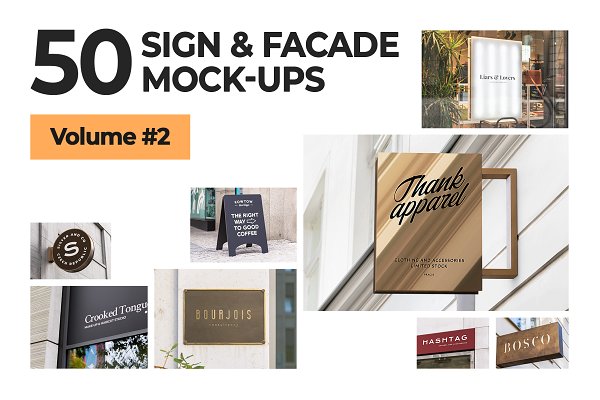 50 SIGN & FACADE
MOCK-UPS
Volume #2
Liars & Lovers
Thank
apparel
CLOTHING AND ACCESSORIES
LIMITED STOCK
THE RIGHT
WAY
TO GOOD
COFFEE
S
Crooked Tongu
BOURJOIS
HASHTAG
BOSCO